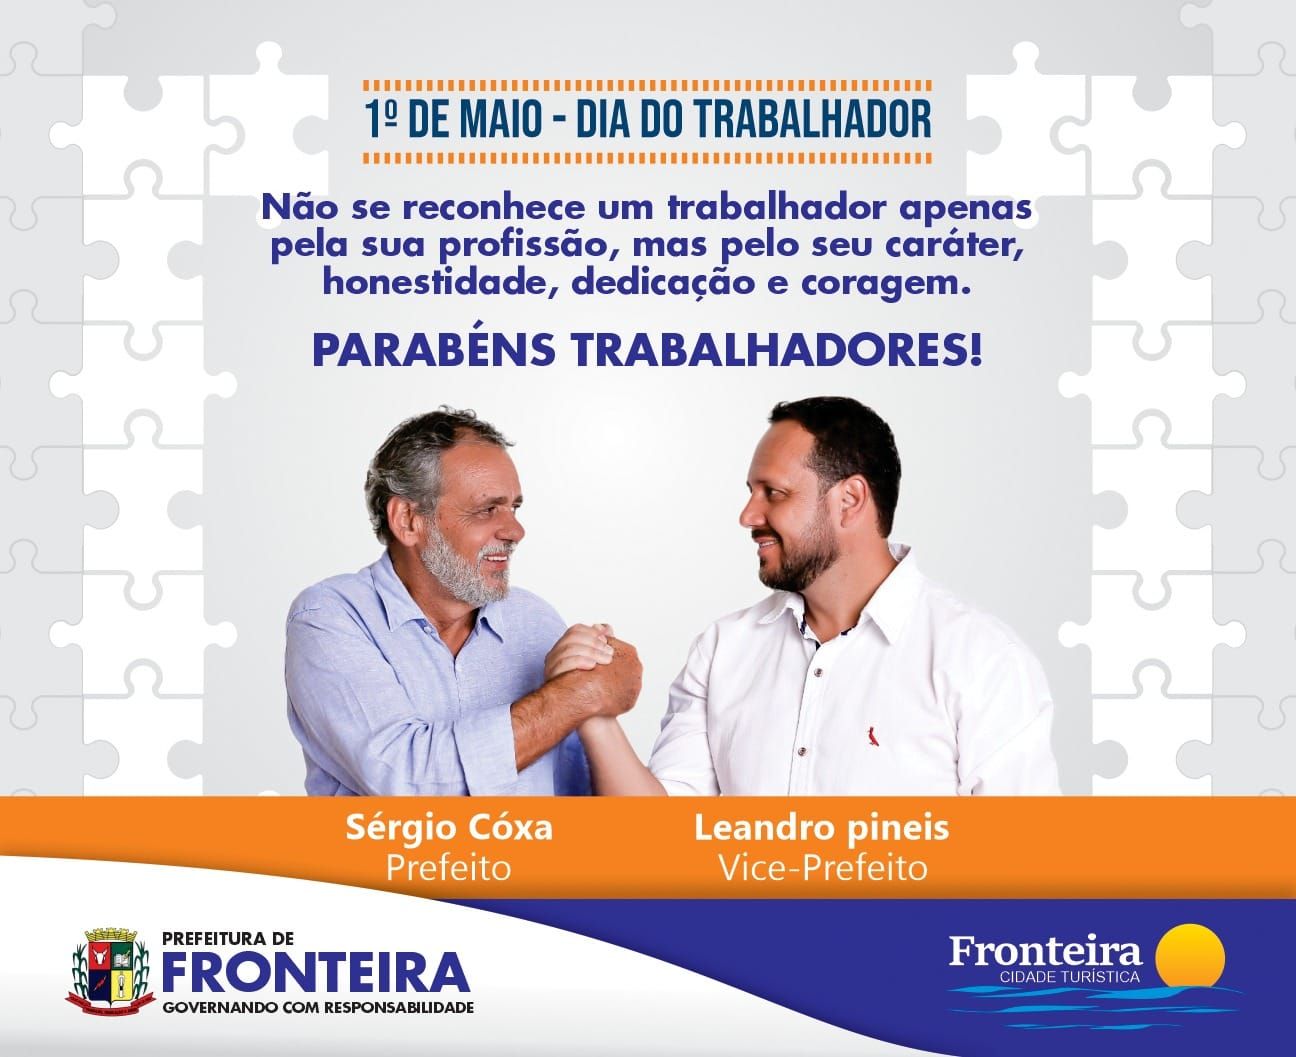 1º DE MAIO - DIA DO TRABALHADOR
Não se reconhece um trabalhador apenas
pela sua profissão, mas pelo seu caráter,
honestidade, dedicação e coragem.
PARABÉNS TRABALHADORES!
Sérgio Cóxa
Prefeito
Leandro pineis
Vice-Prefeito
PREFEITURA DE
FRONTEIRA
GOVERNANDO COM RESPONSABILIDADE
Fronteira
CIDADE TURÍSTICA